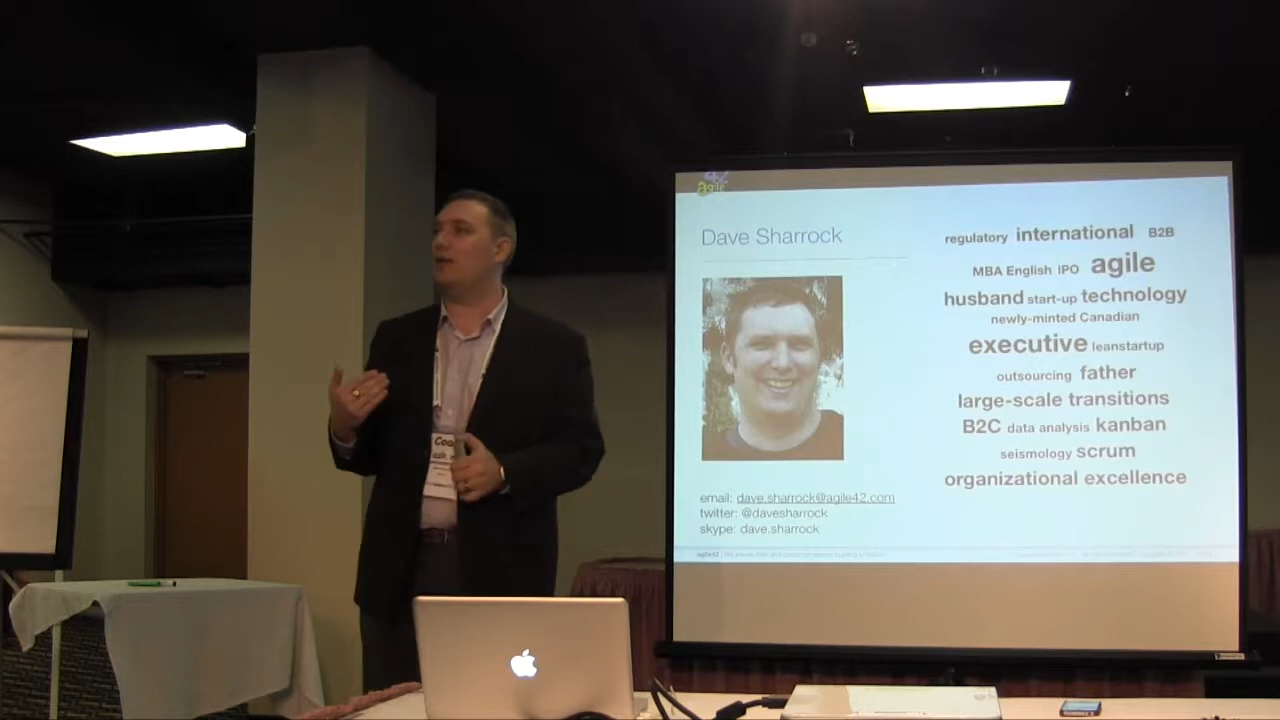 agile
Dave Sharrock
regulatory international B2B
MBA English IPO agile
husband start-up technology
newly-minted Canadian
executive leanstartup
outsourcing father
large-scale transitions
B2C data analysis kanban
seismology scrum
organizational excellence
email: dave.sharrock@agile42.com
twitter: @davesharrock
skype: dave.sharrock
agile42